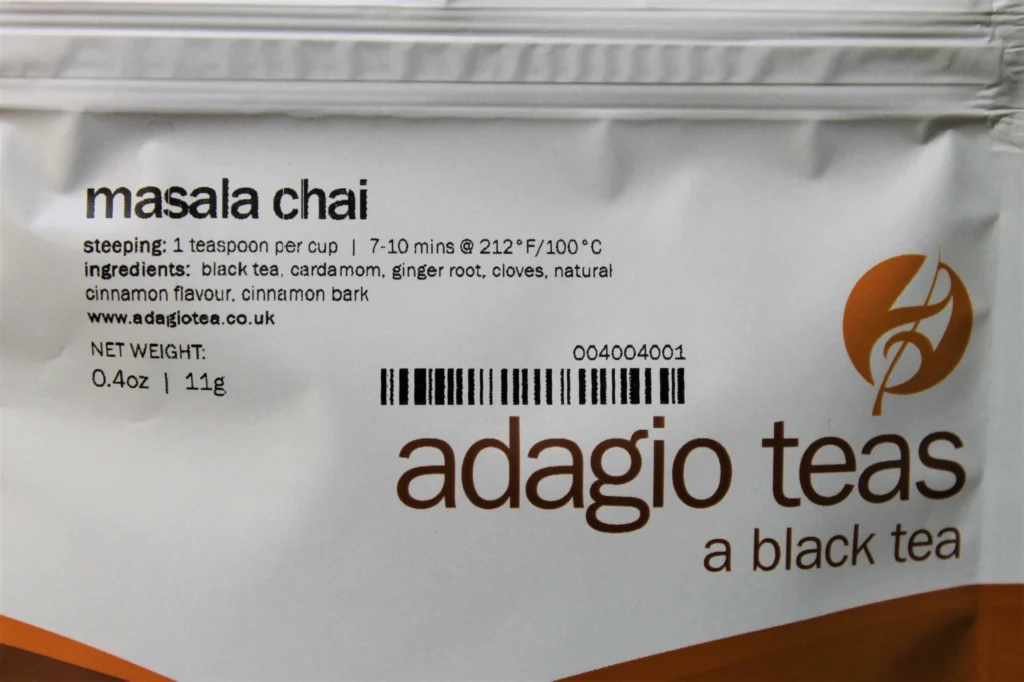 masala chai
steeping: 1 teaspoon per cup | 7-10 mins @ 212°F/100°C
ingredients: black tea, cardamom, ginger root, cloves, natural
cinnamon flavour, cinnamon bark
www.adagiotea.co.uk
NET WEIGHT:
0.4oz | 11g
004004001
adagio teas
a black tea